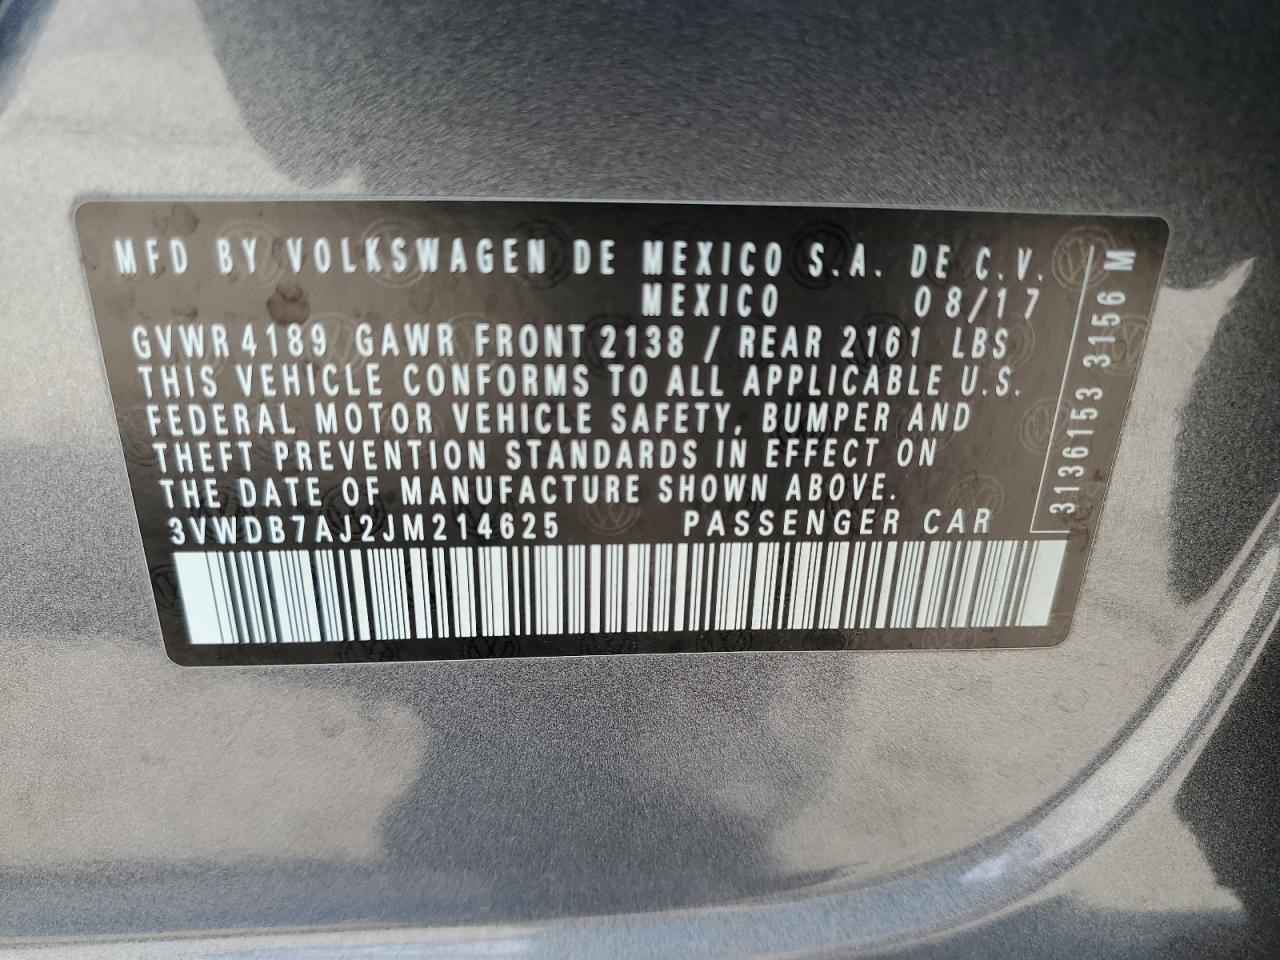 MFD BY VOLKSWAGEN DE MEXICO S.A. DE C.V.
MEXICO 08/17
GVWR 4189 GAWR FRONT 2138 / REAR 2161 LBS
THIS VEHICLE CONFORMS TO ALL APPLICABLE U.S.
FEDERAL MOTOR VEHICLE SAFETY, BUMPER AND
THEFT PREVENTION STANDARDS IN EFFECT ON
THE DATE OF MANUFACTURE SHOWN ABOVE.
3VWDB7AJ2JM214625 PASSENGER CAR
3136153 3156 M